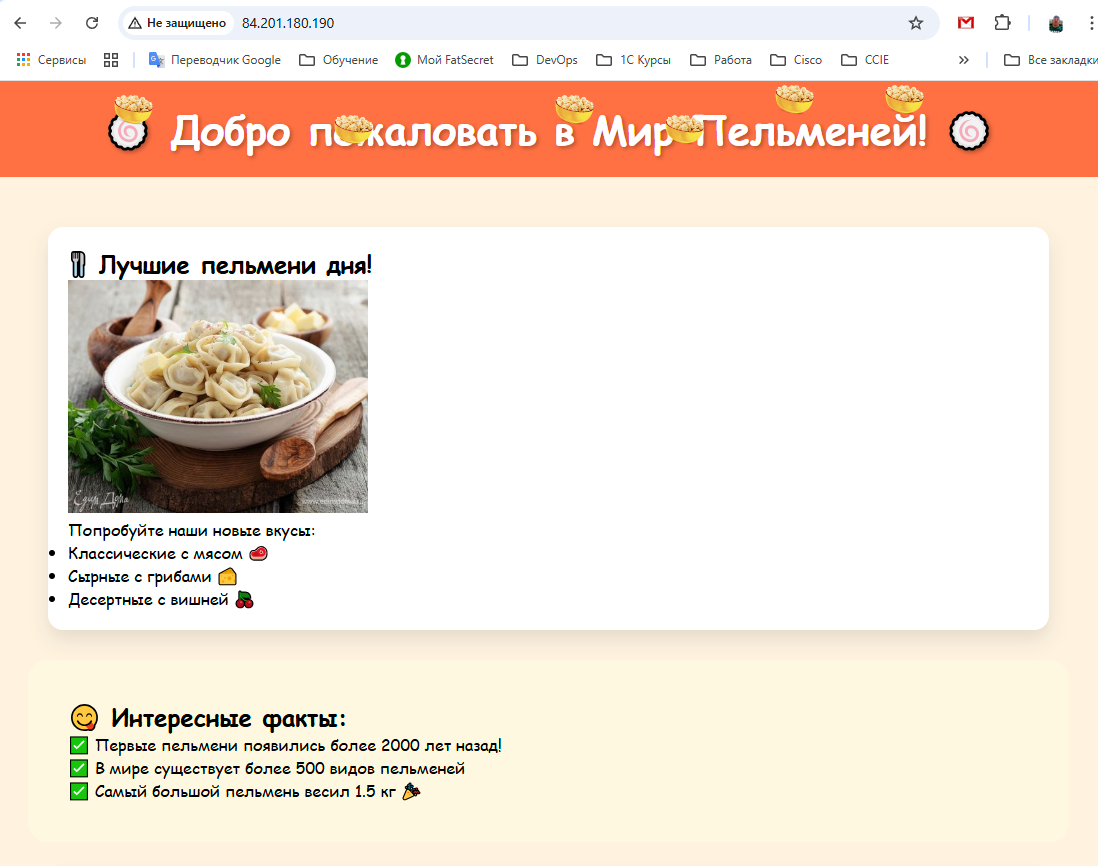 Не защищено 84.201.180.190
Сервисы Переводчик Google Обучение Мой FatSecret DevOps 1С Курсы Работа Cisco CCIE » Все закладки
Добро пожаловать в Мир Пельменей!
Лучшие пельмени дня!
Едим Дома
Попробуйте наши новые вкусы:
• Классические с мясом
• Сырные с грибами
• Десертные с вишней
Интересные факты:
✅ Первые пельмени появились более 2000 лет назад!
✅ В мире существует более 500 видов пельменей
✅ Самый большой пельмень весил 1.5 кг